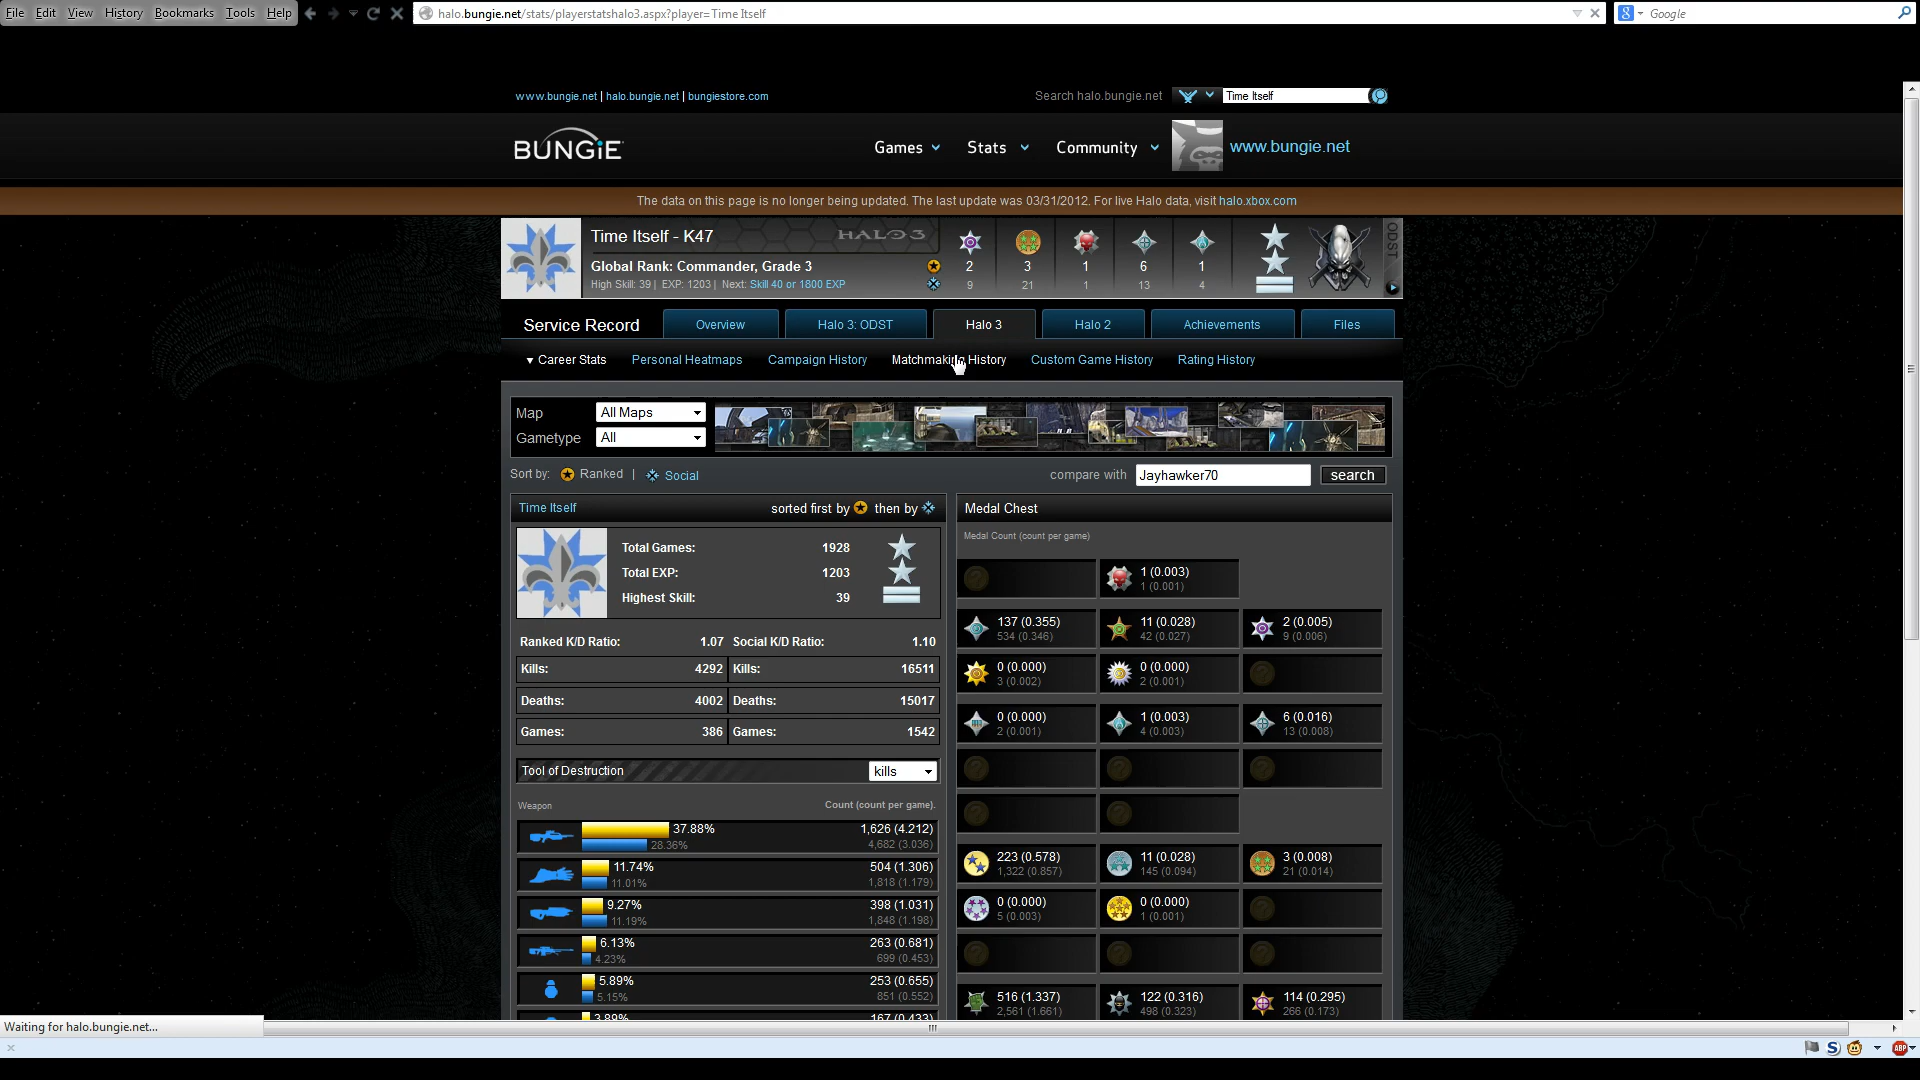 File Edit View History Bookmarks Tools Help
halo.bungie.net/stats/playerstatshalo3.aspx?player=Time Itself
Google
www.bungie.net | halo.bungie.net | bungiestore.com
Search halo.bungie.net
Time Itself
BUNGiE
Games Stats Community www.bungie.net
The data on this page is no longer being updated. The last update was 03/31/2012. For live Halo data, visit halo.xbox.com
Time Itself - K47
HALO 3
Global Rank: Commander, Grade 3
2 3 1 6 1
High Skill: 39 | EXP: 1203 | Next: Skill 40 or 1800 EXP
9 21 1 13 4
ODST
Service Record Overview Halo 3: ODST Halo 3 Halo 2 Achievements Files
▼ Career Stats Personal Heatmaps Campaign History Matchmaking History Custom Game History Rating History
Map All Maps
Gametype All
Sort by: Ranked | Social
compare with Jayhawker70 search
Time Itself sorted first by then by
Total Games: 1928
Total EXP: 1203
Highest Skill: 39
Ranked K/D Ratio: 1.07 Social K/D Ratio: 1.10
Kills: 4292 Kills: 16511
Deaths: 4002 Deaths: 15017
Games: 386 Games: 1542
Tool of Destruction kills
Weapon Count (count per game).
37.88% 1,626 (4.212)
28.36% 4,682 (3.036)
11.74% 504 (1.306)
11.01% 1,818 (1.179)
9.27% 398 (1.031)
11.19% 1,848 (1.198)
6.13% 263 (0.681)
4.23% 699 (0.453)
5.89% 253 (0.655)
5.15% 851 (0.552)
3.89% 167 (0.433)
Medal Chest
Medal Count (count per game)
1 (0.003)
1 (0.001)
137 (0.355) 11 (0.028) 2 (0.005)
534 (0.346) 42 (0.027) 9 (0.006)
0 (0.000) 0 (0.000)
3 (0.002) 2 (0.001)
0 (0.000) 1 (0.003) 6 (0.016)
2 (0.001) 4 (0.003) 13 (0.008)
223 (0.578) 11 (0.028) 3 (0.008)
1,322 (0.857) 145 (0.094) 21 (0.014)
0 (0.000) 0 (0.000)
5 (0.003) 1 (0.001)
516 (1.337) 122 (0.316) 114 (0.295)
2,561 (1.661) 498 (0.323) 266 (0.173)
Waiting for halo.bungie.net...
S
ABP